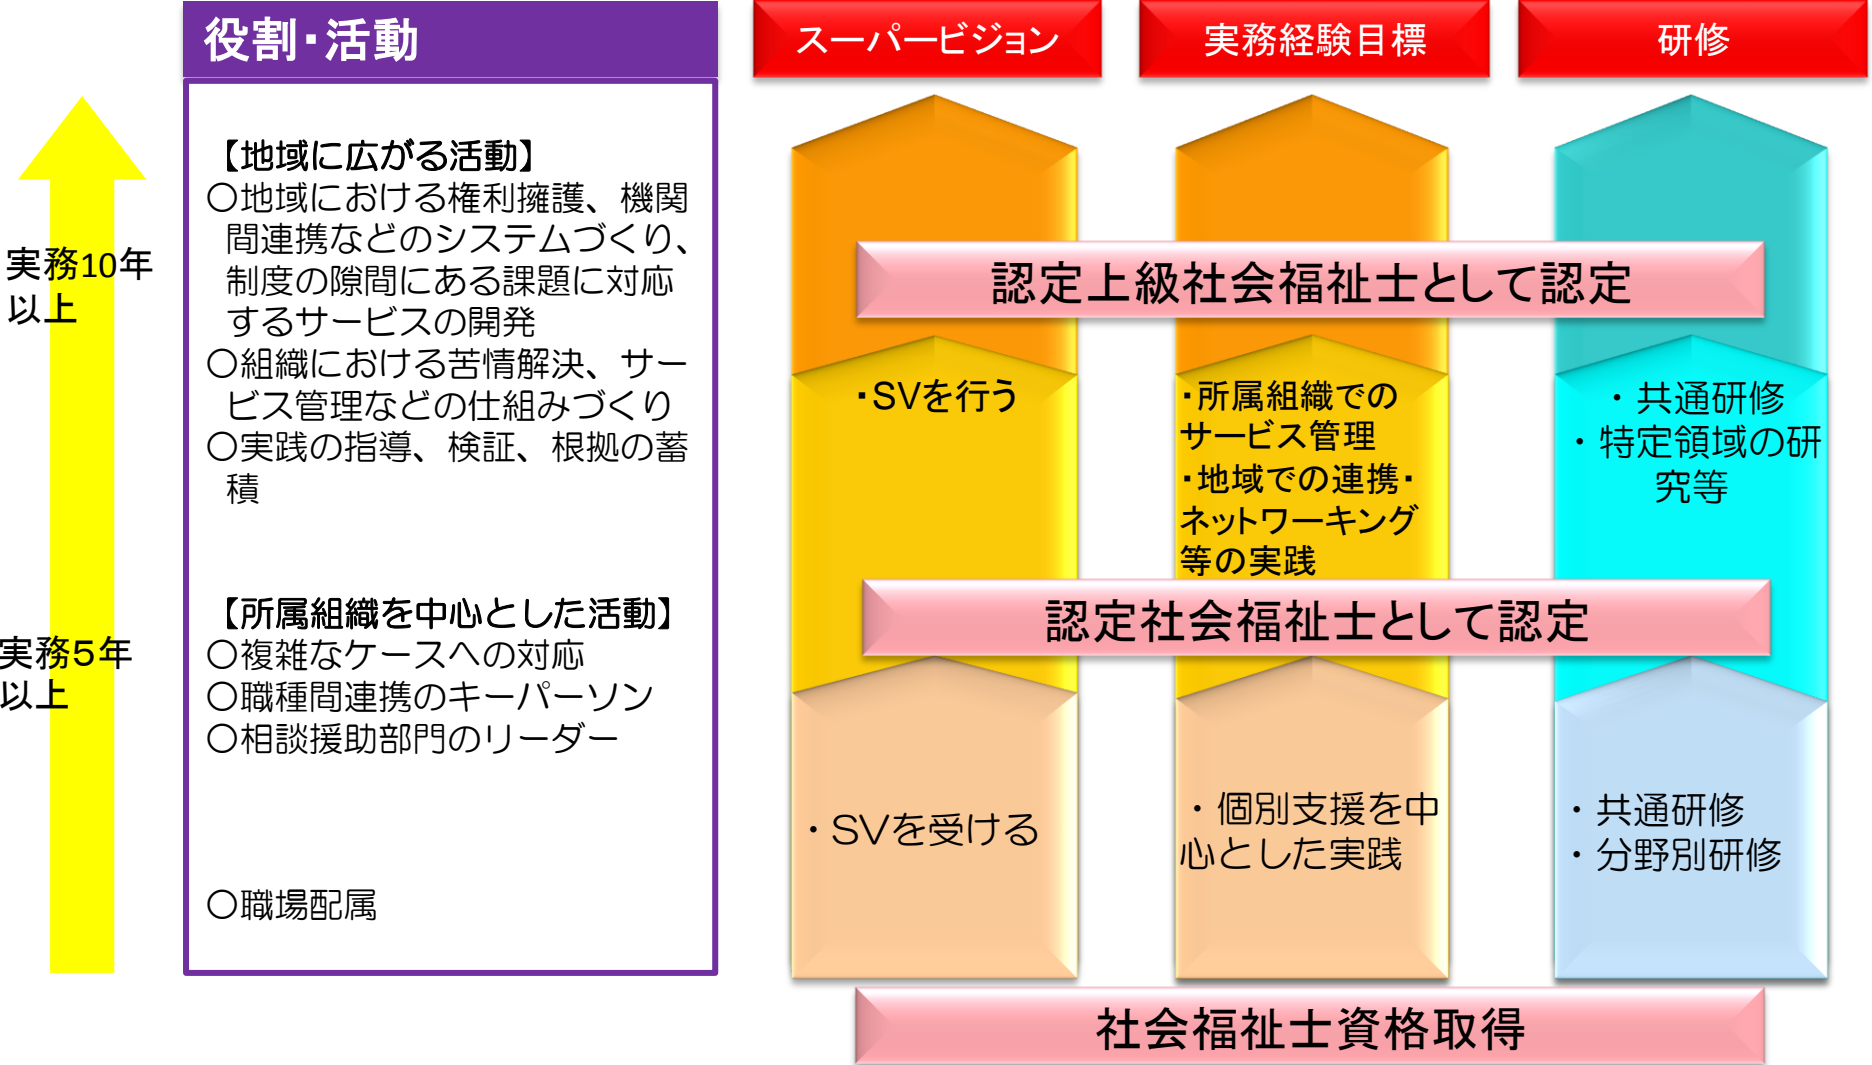 役割・活動
スーパービジョン
実務経験目標
研修
実務10年
以上
実務5年
以上
【地域に広がる活動】
○地域における権利擁護、機関
間連携などのシステムづくり、
制度の隙間にある課題に対応
するサービスの開発
○組織における苦情解決、サー
ビス管理などの仕組みづくり
○実践の指導、検証、根拠の蓄
積
【所属組織を中心とした活動】
○複雑なケースへの対応
○職種間連携のキーパーソン
○相談援助部門のリーダー
○職場配属
認定上級社会福祉士として認定
・SVを行う
・所属組織での
サービス管理
・地域での連携・
ネットワーキング
等の実践
・共通研修
・特定領域の研
究等
認定社会福祉士として認定
・SVを受ける
・個別支援を中
心とした実践
・共通研修
・分野別研修
社会福祉士資格取得